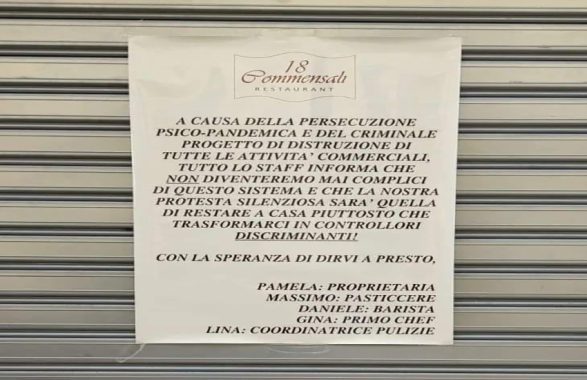 18
Commensali
RESTAURANT
A CAUSA DELLA PERSECUZIONE
PSICO-PANDEMICA E DEL CRIMINALE
PROGETTO DI DISTRUZIONE DI
TUTTE LE ATTIVITA' COMMERCIALI,
TUTTO LO STAFF INFORMA CHE
NON DIVENTEREMO MAI COMPLICI
DI QUESTO SISTEMA E CHE LA NOSTRA
PROTESTA SILENZIOSA SARA' QUELLA
DI RESTARE A CASA PIUTTOSTO CHE
TRASFORMARCI IN CONTROLLORI
DISCRIMINANTI!
CON LA SPERANZA DI DIRVI A PRESTO,
PAMELA: PROPRIETARIA
MASSIMO: PASTICCERE
DANIELE: BARISTA
GINA: PRIMO CHEF
LINA: COORDINATRICE PULIZIE